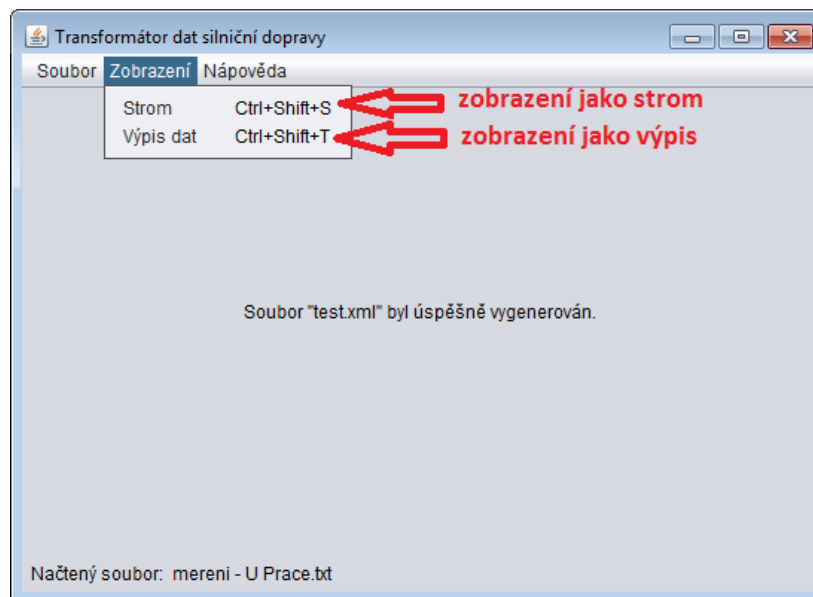 Transformátor dat silniční dopravy
Soubor Zobrazení Nápověda
Strom Ctrl+Shift+S zobrazení jako strom
Výpis dat Ctrl+Shift+T zobrazení jako výpis
Soubor "test.xml" byl úspěšně vygenerován.
Načtený soubor: mereni - U Prace.txt